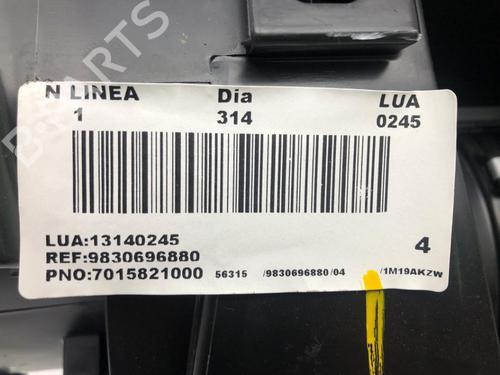 PARTS
N LINEA Dia LUA
1 314 0245
LUA:13140245
REF:9830696880 4
PNO:7015821000 56315 /9830696880/04 /1M19AKZW